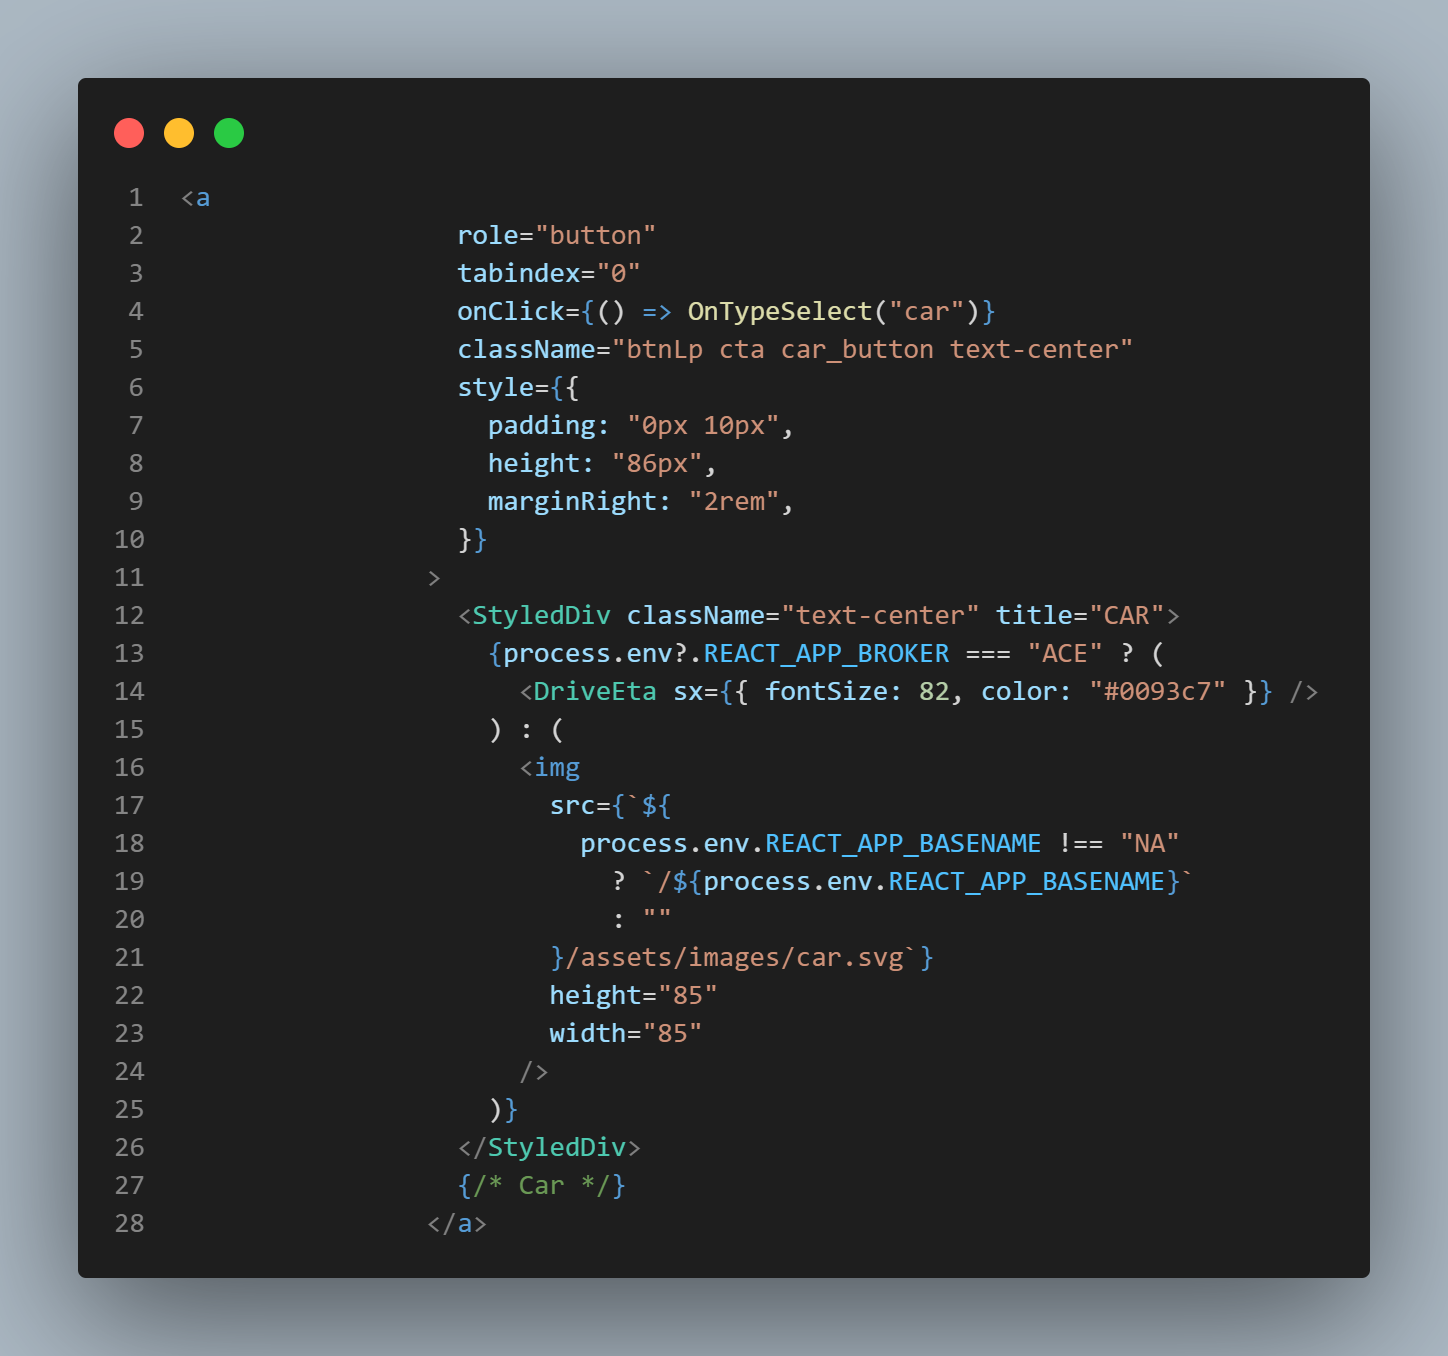 1 <a
2 role="button"
3 tabindex="0"
4 onClick={() => OnTypeSelect("car")}
5 className="btnLp cta car_button text-center"
6 style={{
7 padding: "0px 10px",
8 height: "86px",
9 marginRight: "2rem",
10 }}
11 >
12 <StyledDiv className="text-center" title="CAR">
13 {process.env?.REACT_APP_BROKER === "ACE" ? (
14 <DriveEta sx={{ fontSize: 82, color: "#0093c7" }} />
15 ) : (
16 <img
17 src={`${
18 process.env.REACT_APP_BASENAME !== "NA"
19 ? `/${process.env.REACT_APP_BASENAME}`
20 : ""
21 }/assets/images/car.svg`}
22 height="85"
23 width="85"
24 />
25 )}
26 </StyledDiv>
27 {/* Car */}
28 </a>